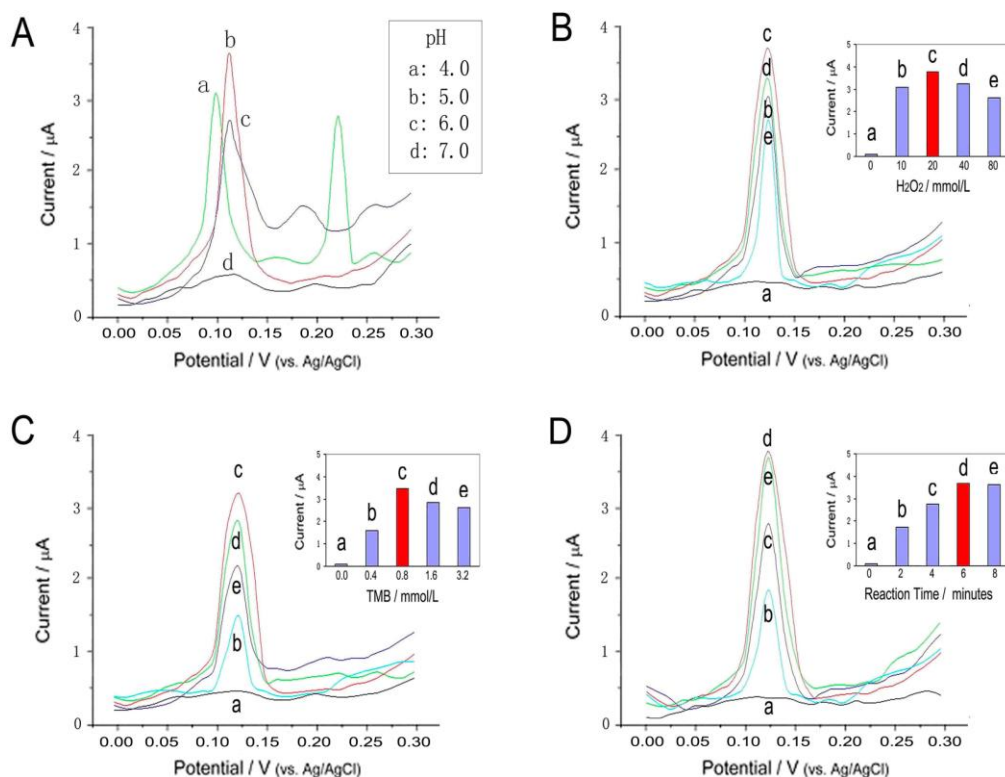 A
Current / μA
4
3
2
1
0
a
b
c
d
pH
a: 4.0
b: 5.0
c: 6.0
d: 7.0
0.00 0.05 0.10 0.15 0.20 0.25 0.30
Potential / V (vs. Ag/AgCl)
B
Current / μA
4
3
2
1
0
c
d
b
e
a
Current / μA
5
4
3
2
1
0
a b c d e
0 10 20 40 80
H2O2 / mmol/L
0.00 0.05 0.10 0.15 0.20 0.25 0.30
Potential / V (vs. Ag/AgCl)
C
Current / μA
4
3
2
1
0
c
d
e
b
a
Current / μA
5
4
3
2
1
0
a b c d e
0.0 0.4 0.8 1.6 3.2
TMB / mmol/L
0.00 0.05 0.10 0.15 0.20 0.25 0.30
Potential / V (vs. Ag/AgCl)
D
Current / μA
4
3
2
1
0
d
e
c
b
a
Current / μA
5
4
3
2
1
0
a b c d e
0 2 4 6 8
Reaction Time / minutes
0.00 0.05 0.10 0.15 0.20 0.25 0.30
Potential / V (vs. Ag/AgCl)